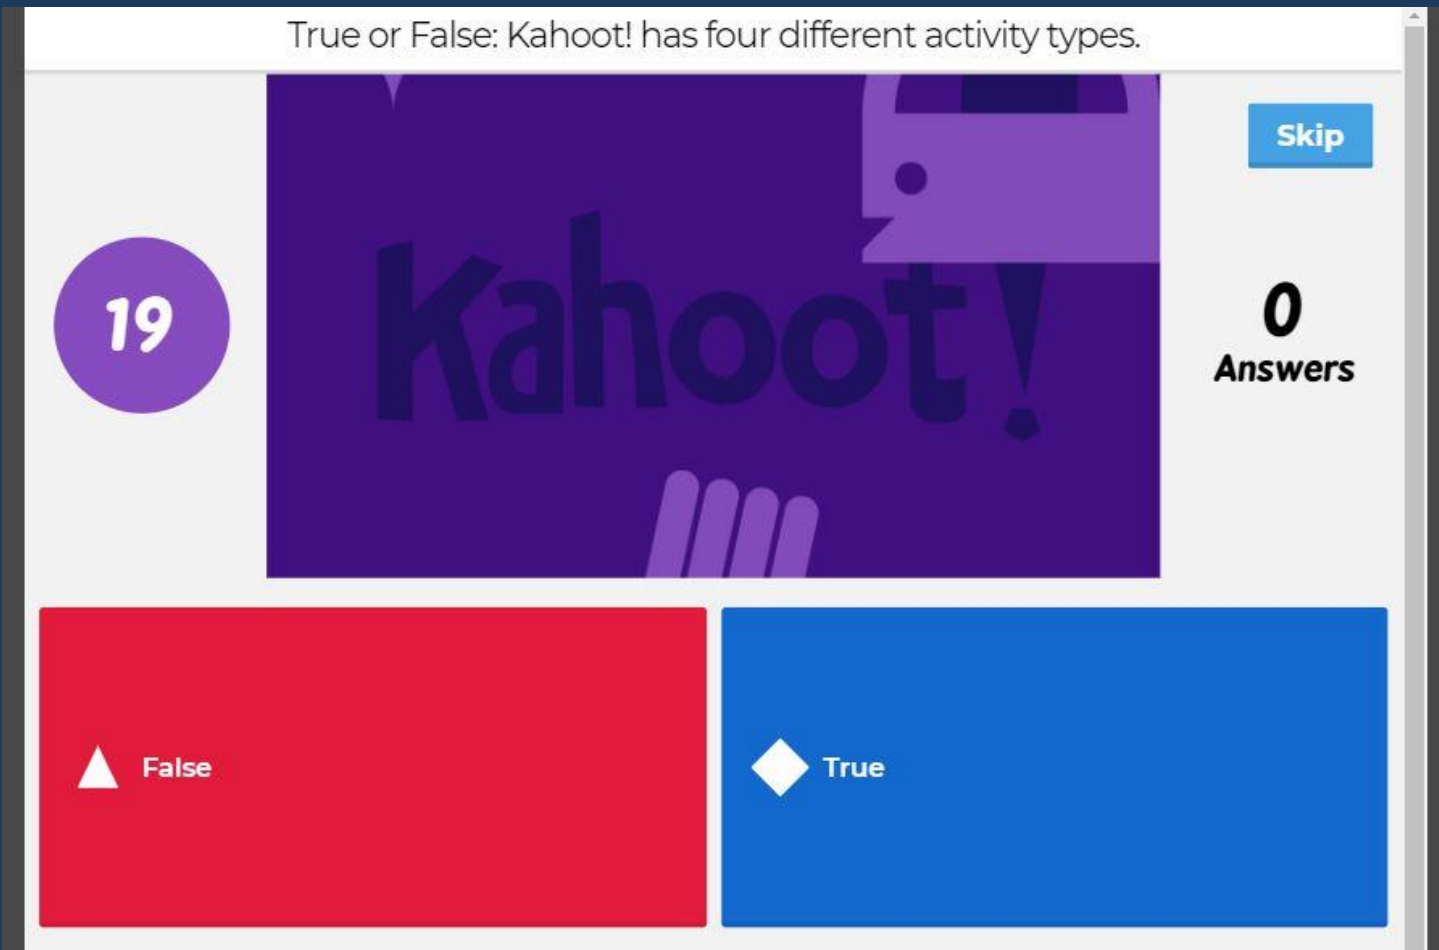 True or False: Kahoot! has four different activity types.
Skip
19
Kahoot!
0
Answers
False
True